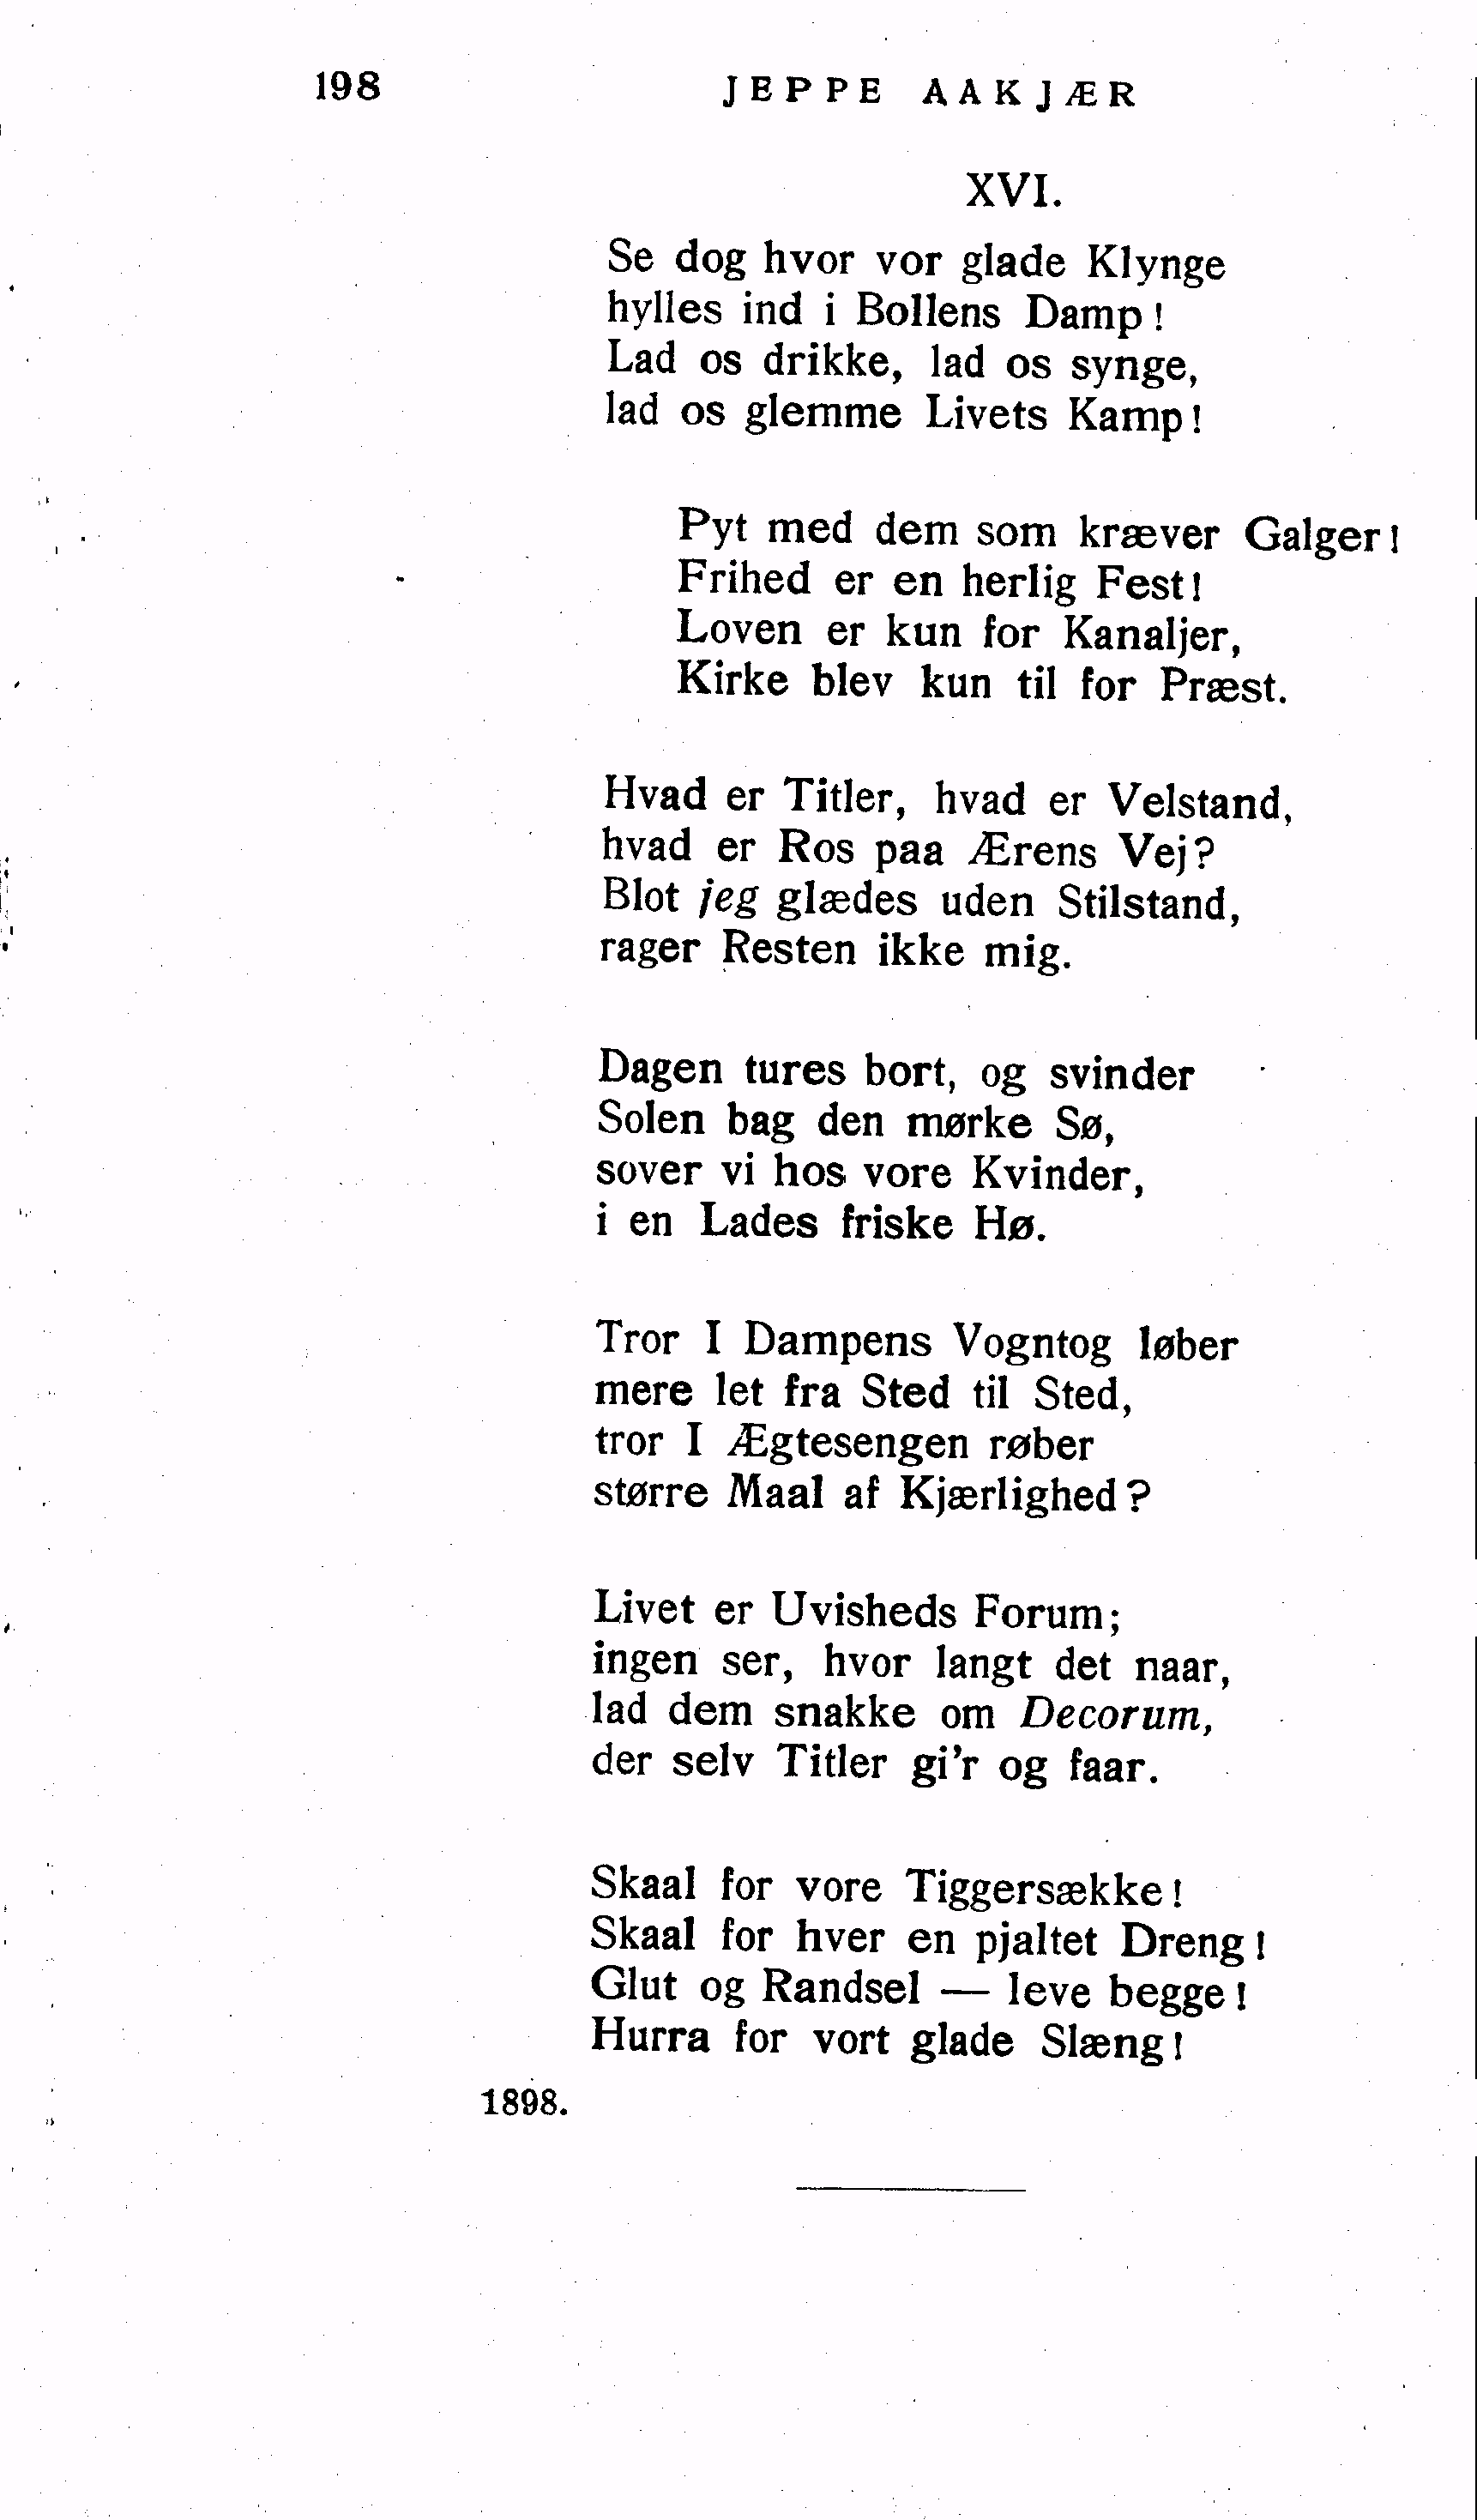 198 JEPPE AAKJÆR
XVI.
Se dog hvor vor glade Klynge
hylles ind i Bollens Damp!
Lad os drikke, lad os synge,
lad os glemme Livets Kamp!
Pyt med dem som kræver Galger!
Frihed er en herlig Fest!
Loven er kun for Kanaljer,
Kirke blev kun til for Præst.
Hvad er Titler, hvad er Velstand,
hvad er Ros paa Ærens Vej?
Blot jeg glædes uden Stilstand,
rager Resten ikke mig.
Dagen tures bort, og svinder
Solen bag den mørke Sø,
sover vi hos vore Kvinder,
i en Lades friske Hø.
Tror I Dampens Vogntog løber
mere let fra Sted til Sted,
tror I Ægtesengen røber
større Maal af Kjærlighed?
Livet er Uvisheds Forum;
ingen ser, hvor langt det naar,
lad dem snakke om Decorum,
der selv Titler gi'r og faar.
Skaal for vore Tiggersække!
Skaal for hver en pjaltet Dreng!
Glut og Randsel — leve begge!
Hurra for vort glade Slæng!
1898.